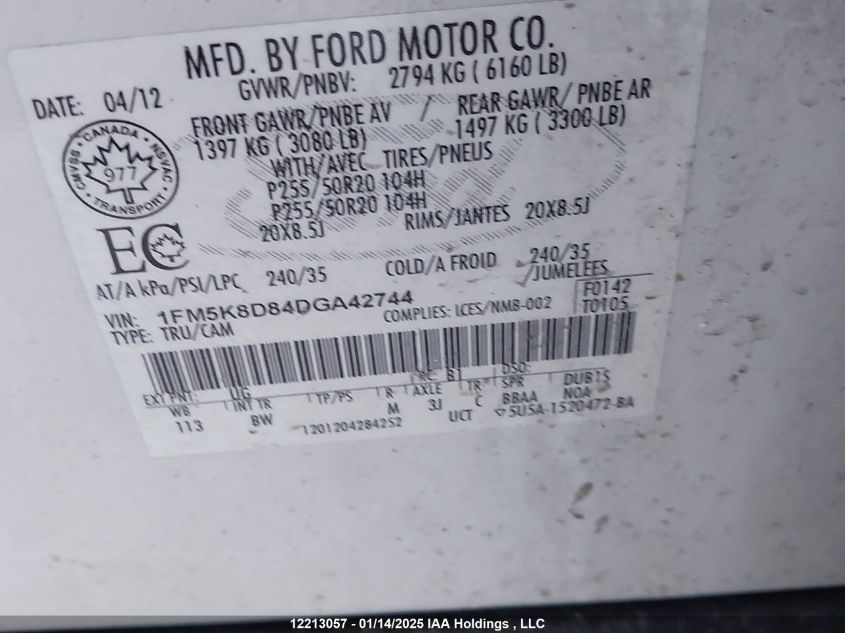 MFD. BY FORD MOTOR CO.
DATE: 04/12 GVWR/PNBV: 2794 KG ( 6160 LB)
FRONT GAWR/PNBE AV / REAR GAWR/ PNBE AR
1397 KG ( 3080 LB) 1497 KG ( 3300 LB)
WITH/AVEC TIRES/PNEUS
P255/50R20 104H
P255/50R20 104H
20X8.5J RIMS/JANTES 20X8.5J
CANADA
CMVSS NSVAC
977
TRANSPORT
EC
AT/A kPa/PSI/LPC 240/35 COLD/A FROID 240/35
/JUMELEES
VIN: 1FM5K8D84DGA42744 F0142
TYPE: TRU/CAM COMPLIES: ICES/NMB-002 T0105
EXT PNT: UG RC: B1 DSO:
WB INT TR TP/PS R AXLE TR SPR DUB1S
113 BW M 3J C BBAA NOA
1201204284252 UCT 5U5A-1520472-BA
12213057 - 01/14/2025 IAA Holdings , LLC